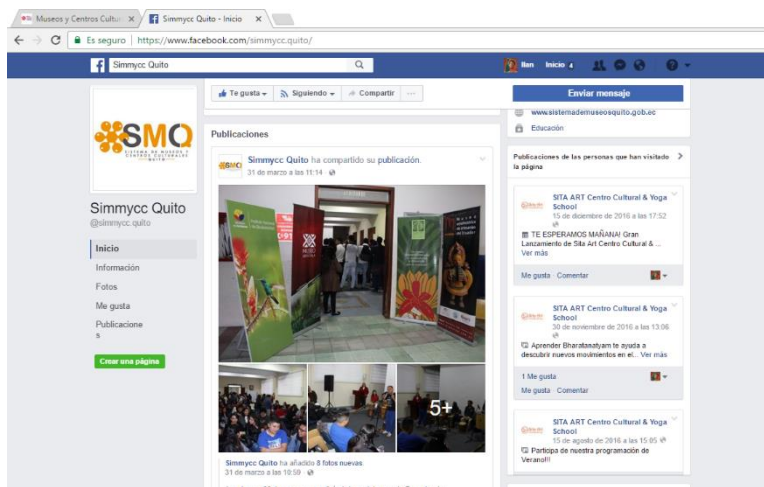 Museos y Centros Cultur
Simmycc Quito - Inicio
Es seguro | https://www.facebook.com/simmycc.quito/
Simmycc Quito
Ilan
Inicio 4
SMQ
SISTEMA DE MUSEOS Y
CENTROS CULTURALES
QUITO
Simmycc Quito
@simmycc.quito
Inicio
Información
Fotos
Me gusta
Publicacione
s
Crear una página
Te gusta
Siguiendo
Compartir
...
Publicaciones
Simmycc Quito ha compartido su publicación.
31 de marzo a las 11:14 ·
MUSEO
5+
Simmycc Quito ha añadido 8 fotos nuevas.
31 de marzo a las 10:59 ·
Enviar mensaje
www.sistemademuseosquito.gob.ec
Educación
Publicaciones de las personas que han visitado
la página
SITA ART Centro Cultural & Yoga
School
15 de diciembre de 2016 a las 17:52
TE ESPERAMOS MAÑANA! Gran
Lanzamiento de Sita Art Centro Cultural & ...
Ver más
Me gusta · Comentar
SITA ART Centro Cultural & Yoga
School
30 de noviembre de 2016 a las 13:06
Aprender Bharatanatyam te ayuda a
descubrir nuevos movimientos en el... Ver más
1 Me gusta
Me gusta · Comentar
SITA ART Centro Cultural & Yoga
School
15 de agosto de 2016 a las 15:05
Participa de nuestra programación de
Verano!!!